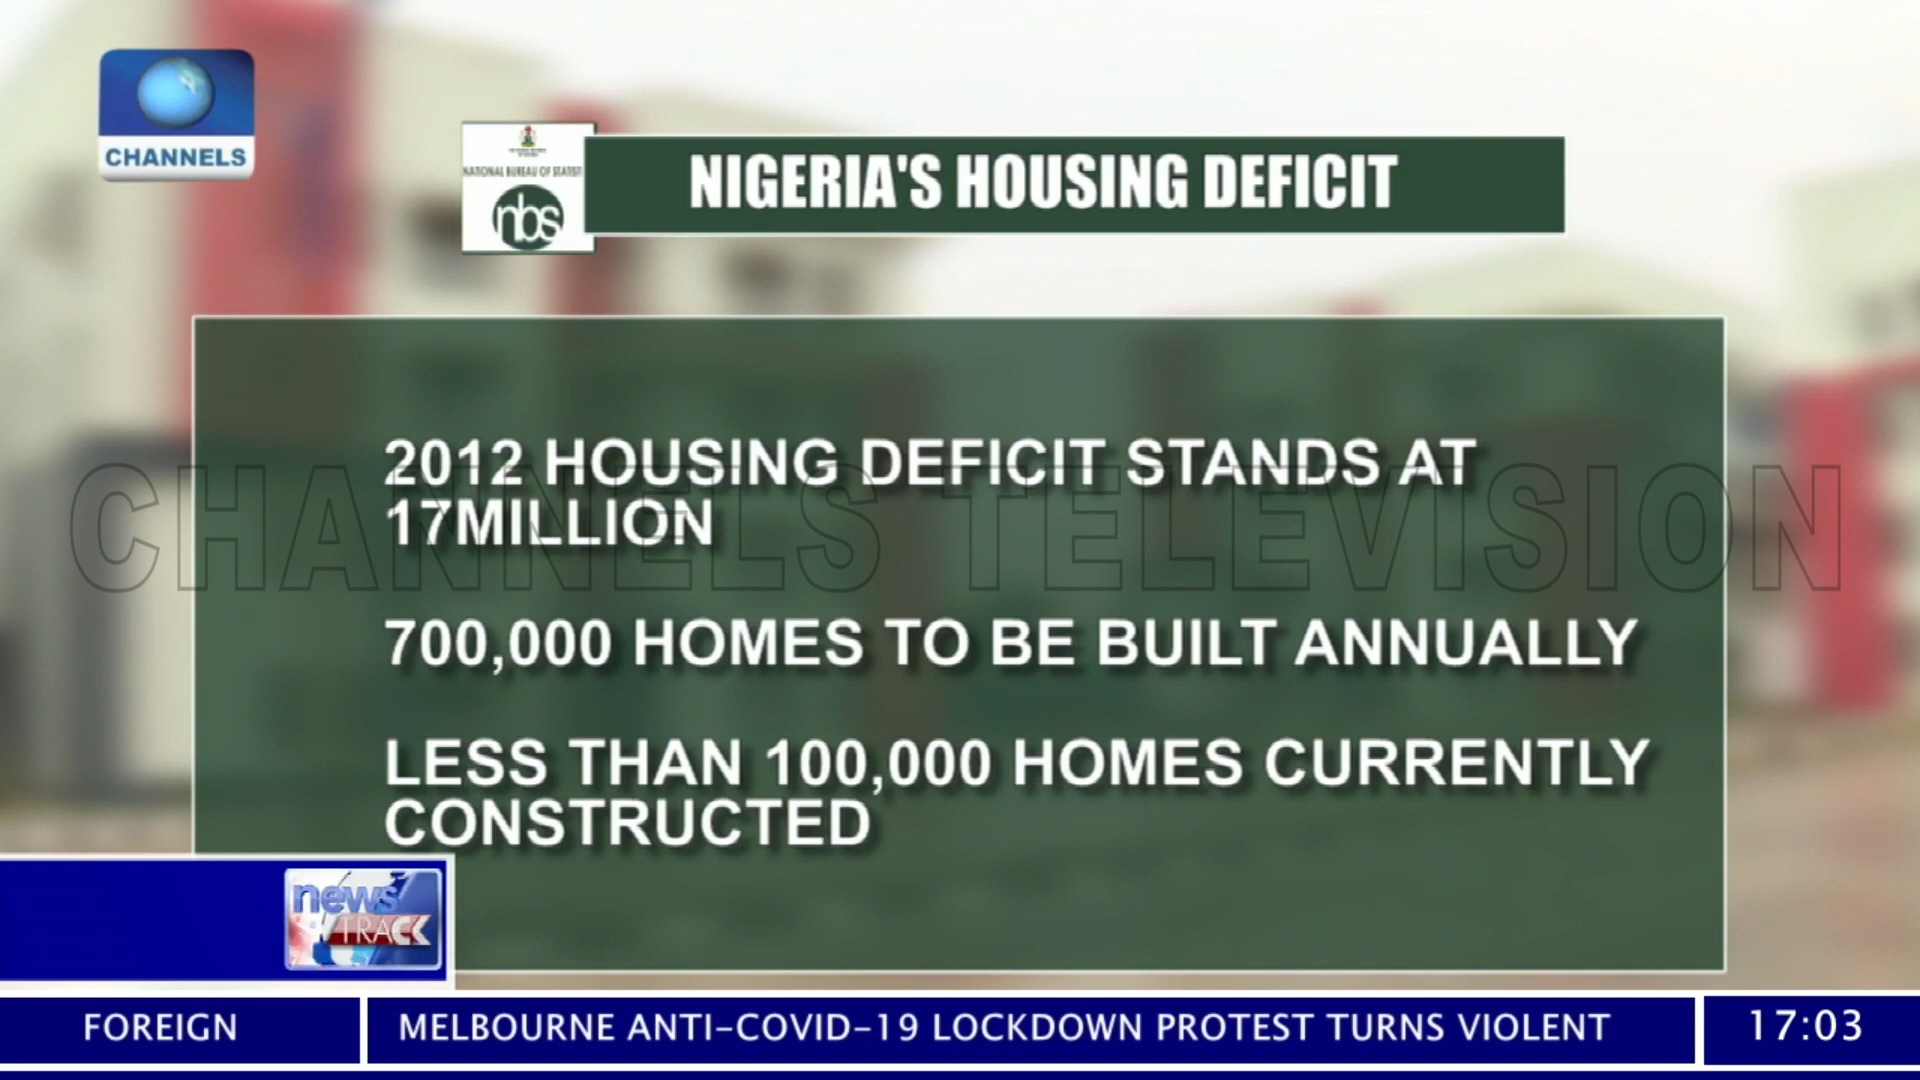 CHANNELS
NATIONAL BUREAU OF STATIST
nbs
NIGERIA'S HOUSING DEFICIT
2012 HOUSING DEFICIT STANDS AT
17MILLION
CHANNELS TELEVISION
700,000 HOMES TO BE BUILT ANNUALLY
LESS THAN 100,000 HOMES CURRENTLY
CONSTRUCTED
news
TRACK
FOREIGN
MELBOURNE ANTI-COVID-19 LOCKDOWN PROTEST TURNS VIOLENT
17:03